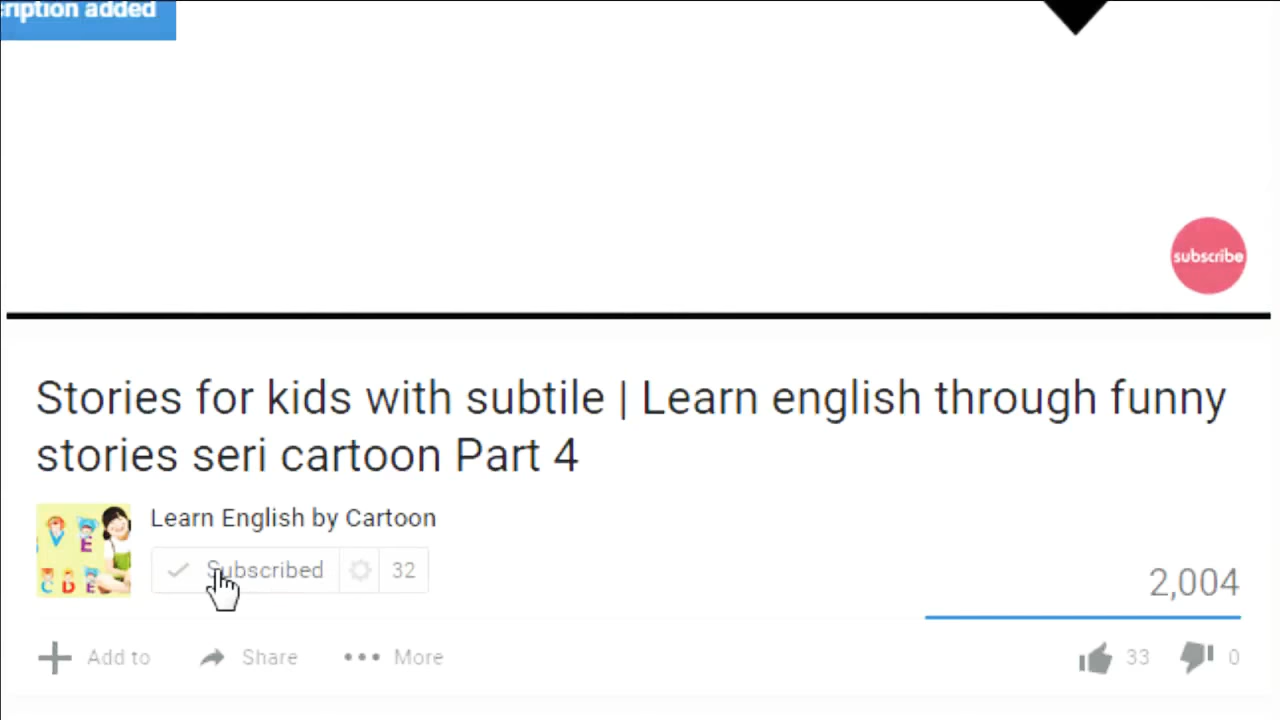 ription added
subscribe
Stories for kids with subtile | Learn english through funny
stories seri cartoon Part 4
Learn English by Cartoon
Subscribed 32
2,004
Add to Share More 33 0